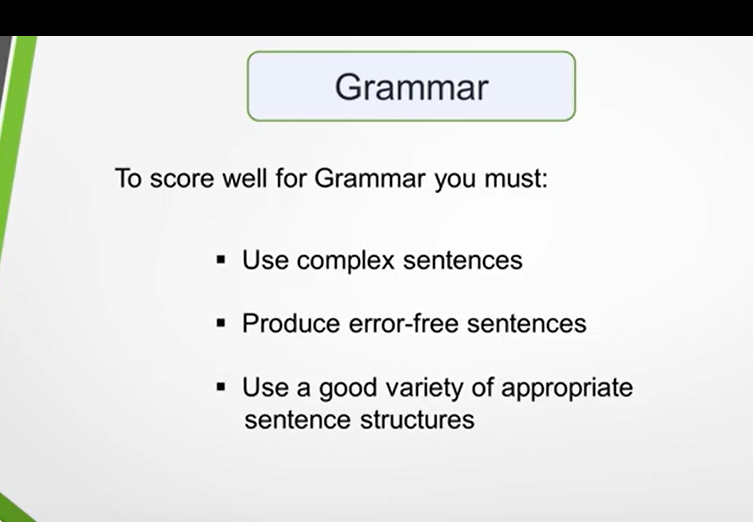 Grammar
To score well for Grammar you must:
▪ Use complex sentences
▪ Produce error-free sentences
▪ Use a good variety of appropriate
sentence structures